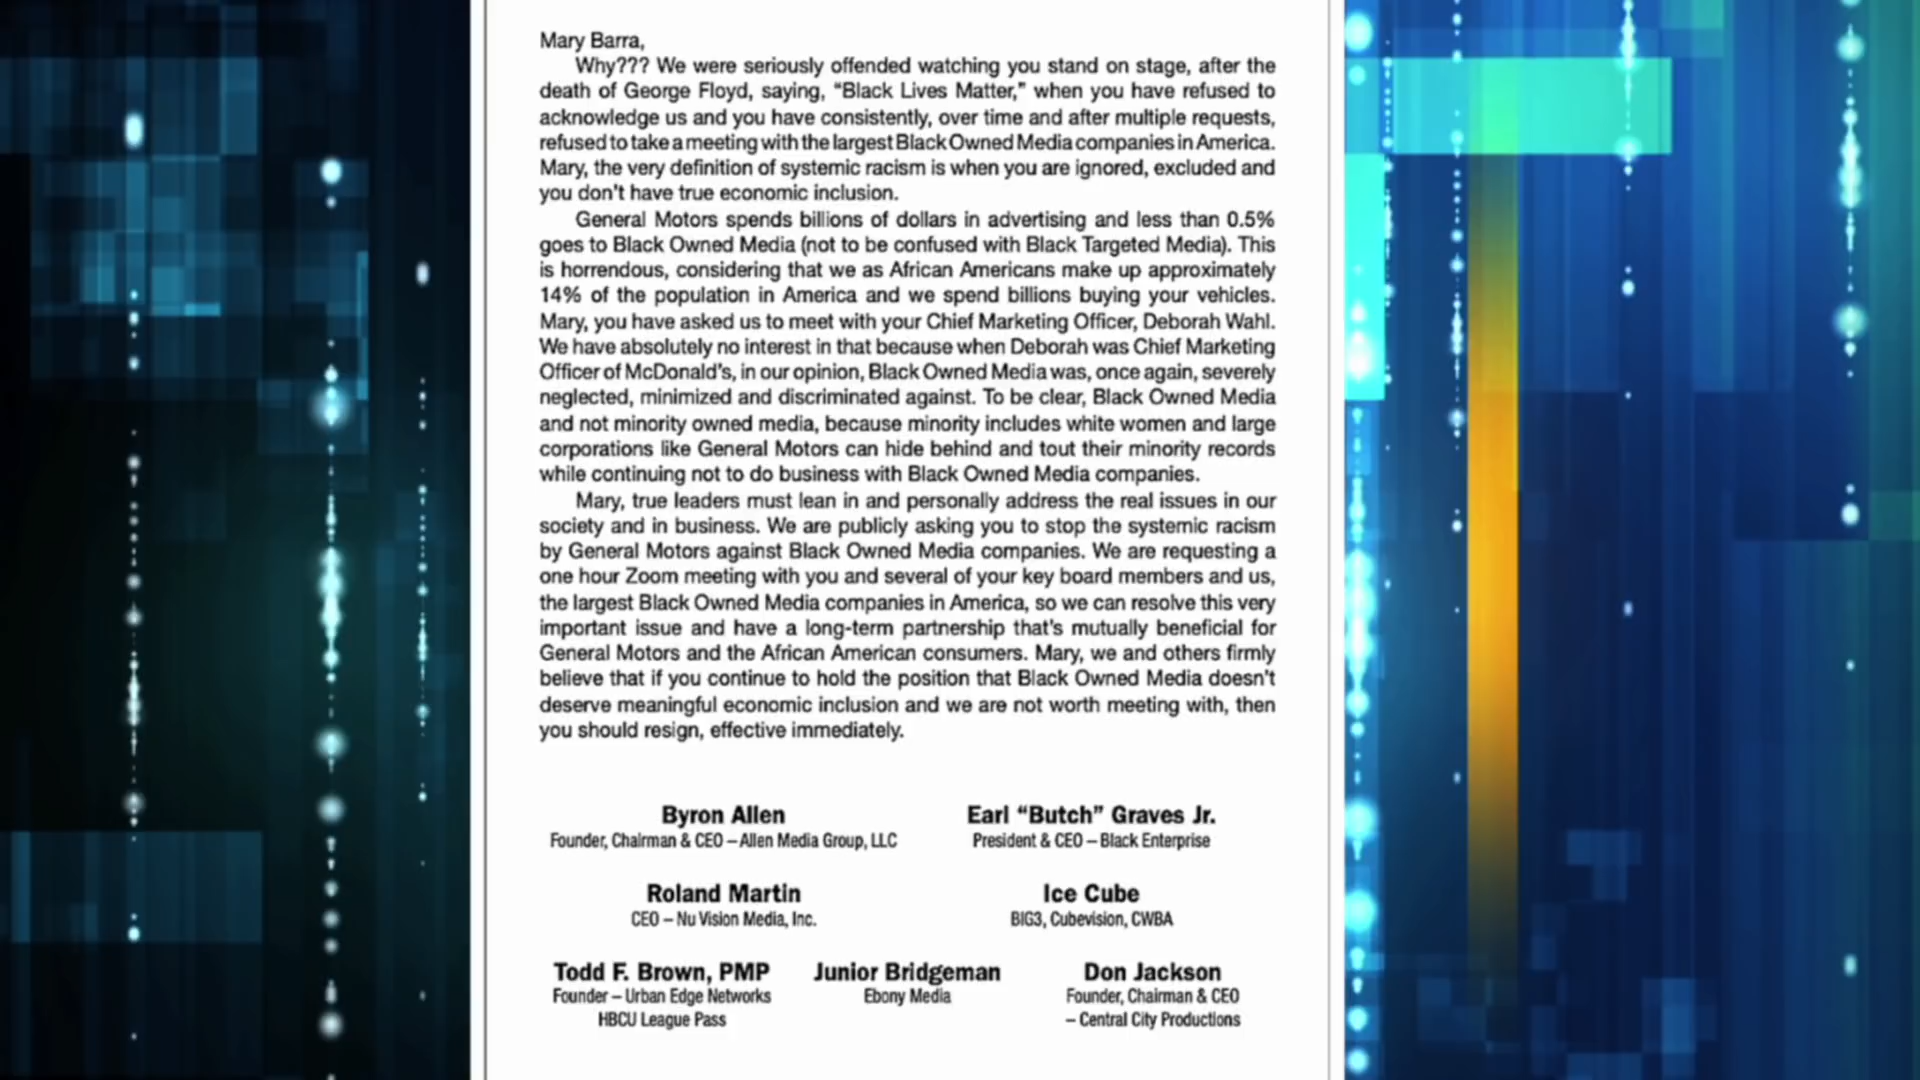 Mary Barra,
Why??? We were seriously offended watching you stand on stage, after the
death of George Floyd, saying, “Black Lives Matter,” when you have refused to
acknowledge us and you have consistently, over time and after multiple requests,
refused to take a meeting with the largest Black Owned Media companies in America.
Mary, the very definition of systemic racism is when you are ignored, excluded and
you don't have true economic inclusion.
General Motors spends billions of dollars in advertising and less than 0.5%
goes to Black Owned Media (not to be confused with Black Targeted Media). This
is horrendous, considering that we as African Americans make up approximately
14% of the population in America and we spend billions buying your vehicles.
Mary, you have asked us to meet with your Chief Marketing Officer, Deborah Wahl.
We have absolutely no interest in that because when Deborah was Chief Marketing
Officer of McDonald's, in our opinion, Black Owned Media was, once again, severely
neglected, minimized and discriminated against. To be clear, Black Owned Media
and not minority owned media, because minority includes white women and large
corporations like General Motors can hide behind and tout their minority records
while continuing not to do business with Black Owned Media companies.
Mary, true leaders must lean in and personally address the real issues in our
society and in business. We are publicly asking you to stop the systemic racism
by General Motors against Black Owned Media companies. We are requesting a
one hour Zoom meeting with you and several of your key board members and us,
the largest Black Owned Media companies in America, so we can resolve this very
important issue and have a long-term partnership that's mutually beneficial for
General Motors and the African American consumers. Mary, we and others firmly
believe that if you continue to hold the position that Black Owned Media doesn't
deserve meaningful economic inclusion and we are not worth meeting with, then
you should resign, effective immediately.
Byron Allen
Founder, Chairman & CEO – Allen Media Group, LLC
Earl “Butch” Graves Jr.
President & CEO – Black Enterprise
Roland Martin
CEO – Nu Vision Media, Inc.
Ice Cube
BIG3, Cubevision, CWBA
Todd F. Brown, PMP
Founder – Urban Edge Networks
HBCU League Pass
Junior Bridgeman
Ebony Media
Don Jackson
Founder, Chairman & CEO
– Central City Productions